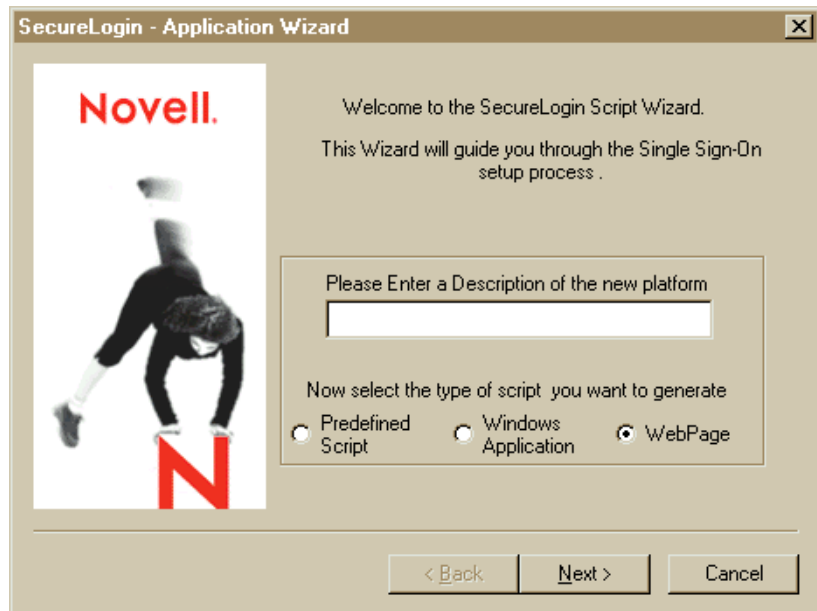 SecureLogin - Application Wizard
Novell.
Welcome to the SecureLogin Script Wizard.
This Wizard will guide you through the Single Sign-On
setup process .
Please Enter a Description of the new platform
Now select the type of script you want to generate
Predefined
Script
Windows
Application
WebPage
N
< Back
Next >
Cancel